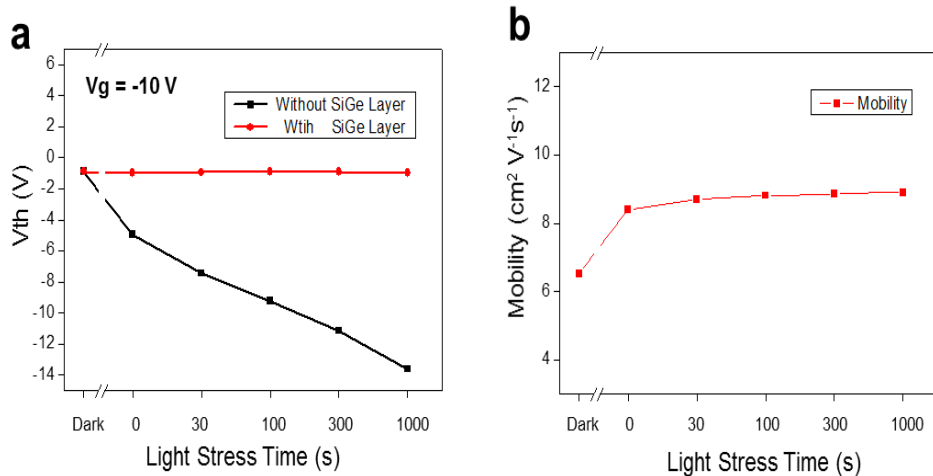 a
Vg = -10 V
Without SiGe Layer
Wtih SiGe Layer
6
4
2
0
-2
-4
-6
-8
-10
-12
-14
Vth (V)
Dark 0 30 100 300 1000
Light Stress Time (s)
b
Mobility
12
10
8
6
4
Mobility (cm² V⁻¹s⁻¹)
Dark 0 30 100 300 1000
Light Stress Time (s)